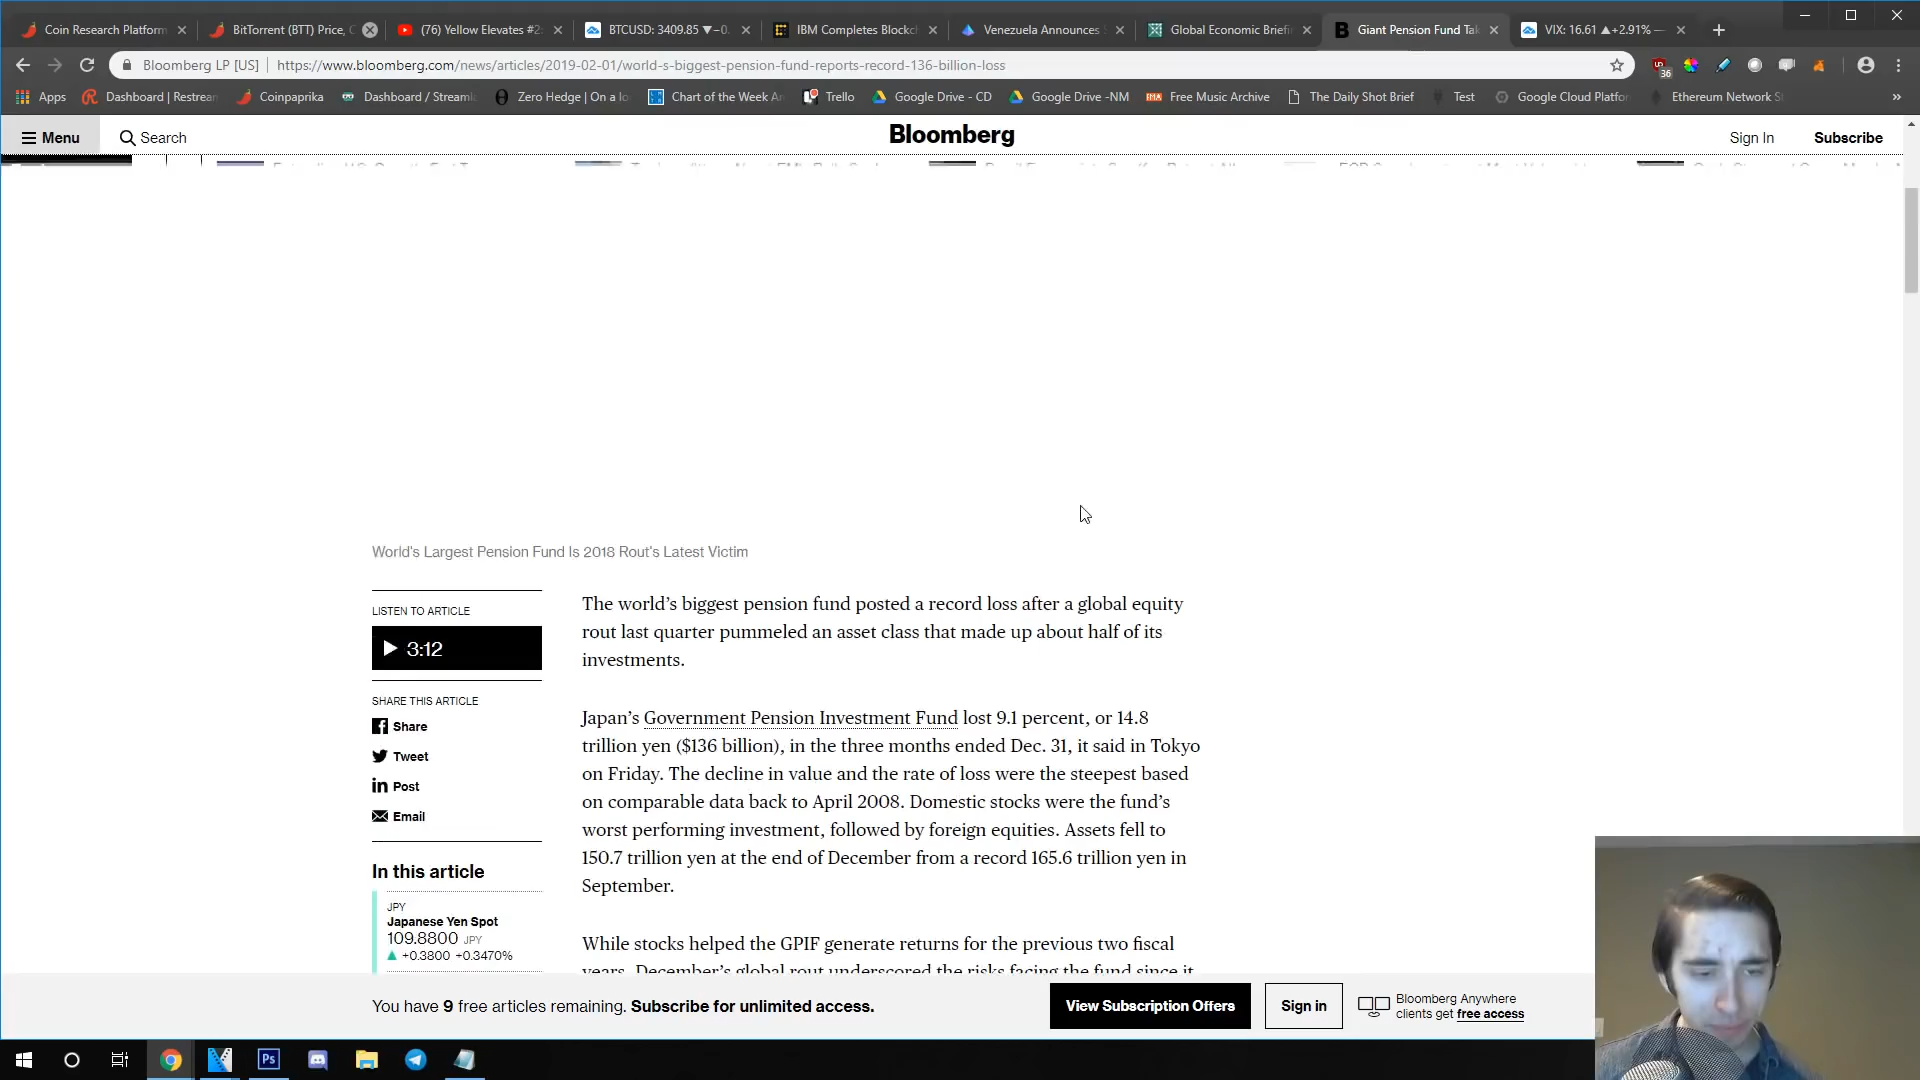 Coin Research Platform
BitTorrent (BTT) Price, C
(76) Yellow Elevates #2
BTCUSD: 3409.85 ▼−0.
IBM Completes Blockc
Venezuela Announces
Global Economic Briefi
Giant Pension Fund Tak
VIX: 16.61 ▲+2.91% —
Bloomberg LP [US] | https://www.bloomberg.com/news/articles/2019-02-01/world-s-biggest-pension-fund-reports-record-136-billion-loss
36
Apps
Dashboard | Restrea
Coinpaprika
Dashboard / Streaml
Zero Hedge | On a lo
Chart of the Week A
Trello
Google Drive - CD
Google Drive -NM
Free Music Archive
The Daily Shot Brief
Test
Google Cloud Platfo
Ethereum Network S
Menu
Search
Bloomberg
Sign In
Subscribe
World's Largest Pension Fund Is 2018 Rout's Latest Victim
LISTEN TO ARTICLE
3:12
SHARE THIS ARTICLE
Share
Tweet
Post
Email
In this article
JPY
Japanese Yen Spot
109.8800 JPY
▲ +0.3800 +0.3470%
The world's biggest pension fund posted a record loss after a global equity
rout last quarter pummeled an asset class that made up about half of its
investments.
Japan's Government Pension Investment Fund lost 9.1 percent, or 14.8
trillion yen ($136 billion), in the three months ended Dec. 31, it said in Tokyo
on Friday. The decline in value and the rate of loss were the steepest based
on comparable data back to April 2008. Domestic stocks were the fund's
worst performing investment, followed by foreign equities. Assets fell to
150.7 trillion yen at the end of December from a record 165.6 trillion yen in
September.
While stocks helped the GPIF generate returns for the previous two fiscal
years, December's global rout underscored the risks facing the fund since it
You have 9 free articles remaining. Subscribe for unlimited access.
View Subscription Offers
Sign in
Bloomberg Anywhere
clients get free access
Ps